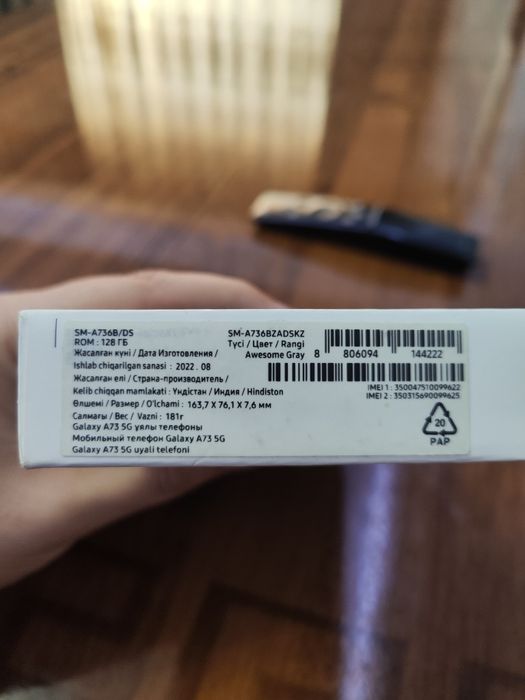 SM-A736B/DS
SM-A736BZADSKZ
ROM : 128 ГБ
Түсі / Цвет / Rangi
Жасалған күні / Дата Изготовления /
Awesome Gray
8 806094 144222
Ishlab chiqarilgan sanasi : 2022 . 08
Жасалған елі / Страна-производитель /
Kelib chiqqan mamlakati : Үндістан / Индия / Hindiston
IMEI 1 : 350047510099622
IMEI 2 : 350315690099625
Өлшемі / Размер / O'lchami : 163,7 X 76,1 X 7,6 мм
Салмағы / Вес / Vazni : 181г
Galaxy A73 5G ұялы телефоны
Мобильный телефон Galaxy A73 5G
Galaxy A73 5G uyali telefoni
20
PAP